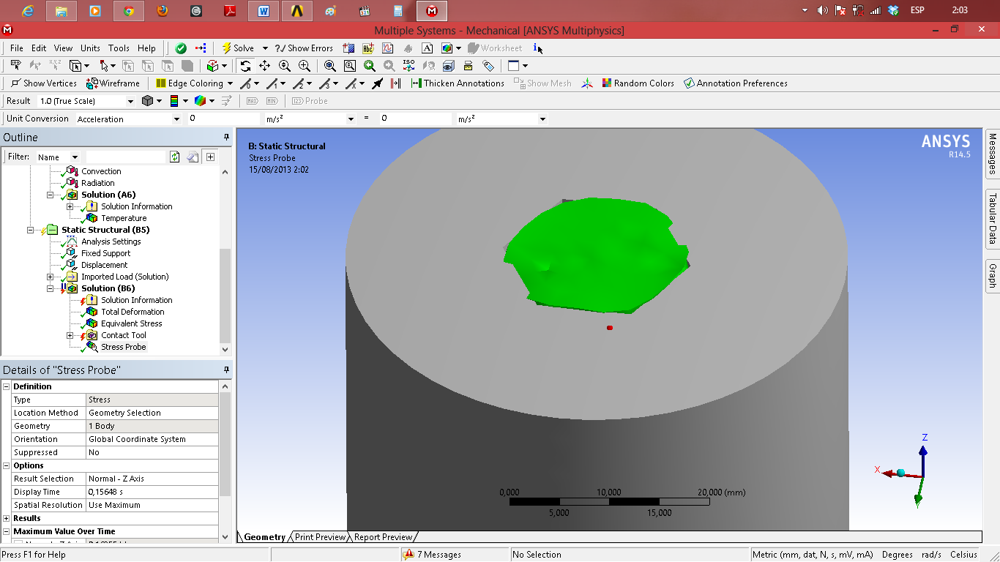 ESP 2:03
Multiple Systems - Mechanical [ANSYS Multiphysics]
File Edit View Units Tools Help Solve ?/ Show Errors Worksheet
Show Vertices Wireframe Edge Coloring Thicken Annotations Show Mesh Random Colors Annotation Preferences
Result 1.0 (True Scale) MAX MIN Probe
Unit Conversion Acceleration 0 m/s² = 0 m/s²
Outline
Filter: Name
Convection
Radiation
Solution (A6)
Solution Information
Temperature
Static Structural (B5)
Analysis Settings
Fixed Support
Displacement
Imported Load (Solution)
Solution (B6)
Solution Information
Total Deformation
Equivalent Stress
Contact Tool
Stress Probe
Details of "Stress Probe"
Definition
Type Stress
Location Method Geometry Selection
Geometry 1 Body
Orientation Global Coordinate System
Suppressed No
Options
Result Selection Normal - Z Axis
Display Time 0,15648 s
Spatial Resolution Use Maximum
Results
Maximum Value Over Time
B: Static Structural
Stress Probe
15/08/2013 2:02
ANSYS
R14.5
Z
X
0,000 10,000 20,000 (mm)
5,000 15,000
Geometry Print Preview Report Preview
Messages
Tabular Data
Graph
Press F1 for Help 7 Messages No Selection Metric (mm, dat, N, s, mV, mA) Degrees rad/s Celsius